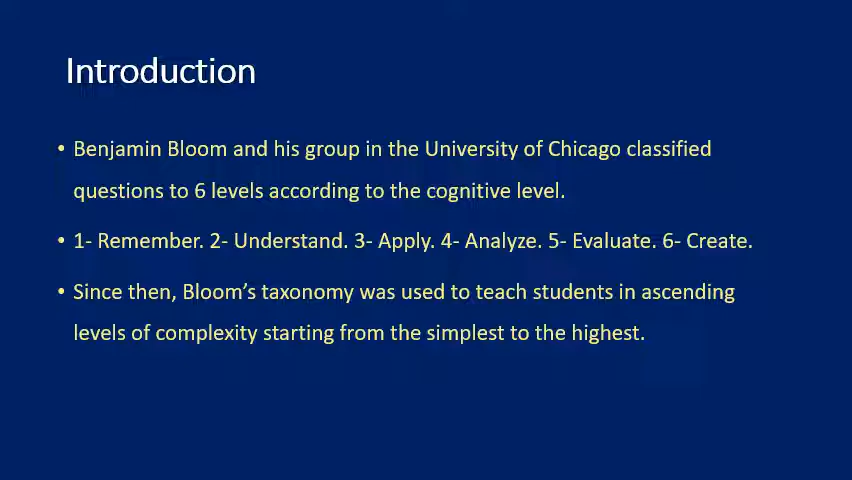 Introduction
• Benjamin Bloom and his group in the University of Chicago classified
questions to 6 levels according to the cognitive level.
• 1- Remember. 2- Understand. 3- Apply. 4- Analyze. 5- Evaluate. 6- Create.
• Since then, Bloom’s taxonomy was used to teach students in ascending
levels of complexity starting from the simplest to the highest.